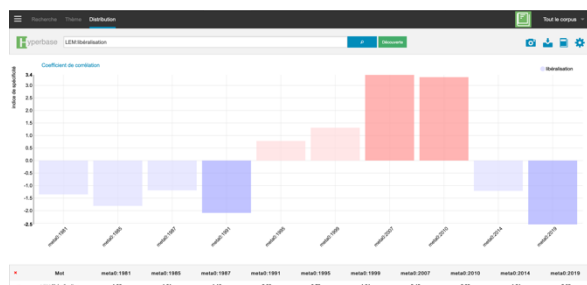 Recherche Thème Distribution Tout le corpus
Hyperbase LEM:libéralisation Découverte
Coefficient de corrélation
libéralisation
Indice de spécificité
3.4
3.0
2.5
2.0
1.5
1.0
0.5
0.0
-0.5
-1.0
-1.5
-2.0
-2.5
meta0:1981 meta0:1985 meta0:1987 meta0:1991 meta0:1995 meta0:1999 meta0:2007 meta0:2010 meta0:2014 meta0:2019
Mot meta0:1981 meta0:1985 meta0:1987 meta0:1991 meta0:1995 meta0:1999 meta0:2007 meta0:2010 meta0:2014 meta0:2019